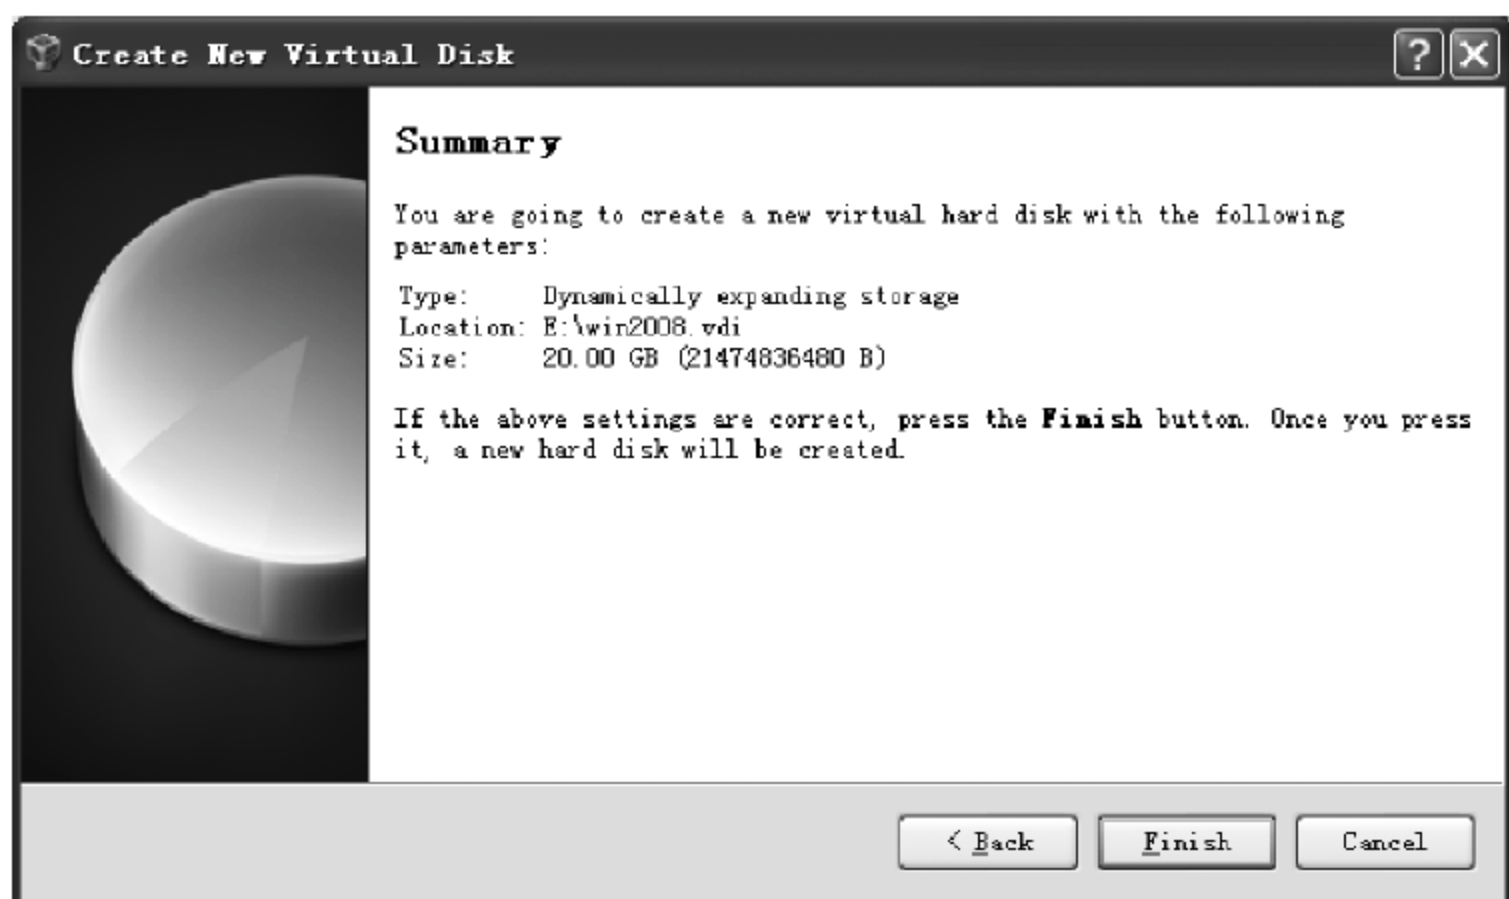 Create New Virtual Disk
Summary
You are going to create a new virtual hard disk with the following
parameters:
Type: Dynamically expanding storage
Location: E:\win2008.vdi
Size: 20.00 GB (21474836480 B)
If the above settings are correct, press the Finish button. Once you press
it, a new hard disk will be created.
< Back Finish Cancel